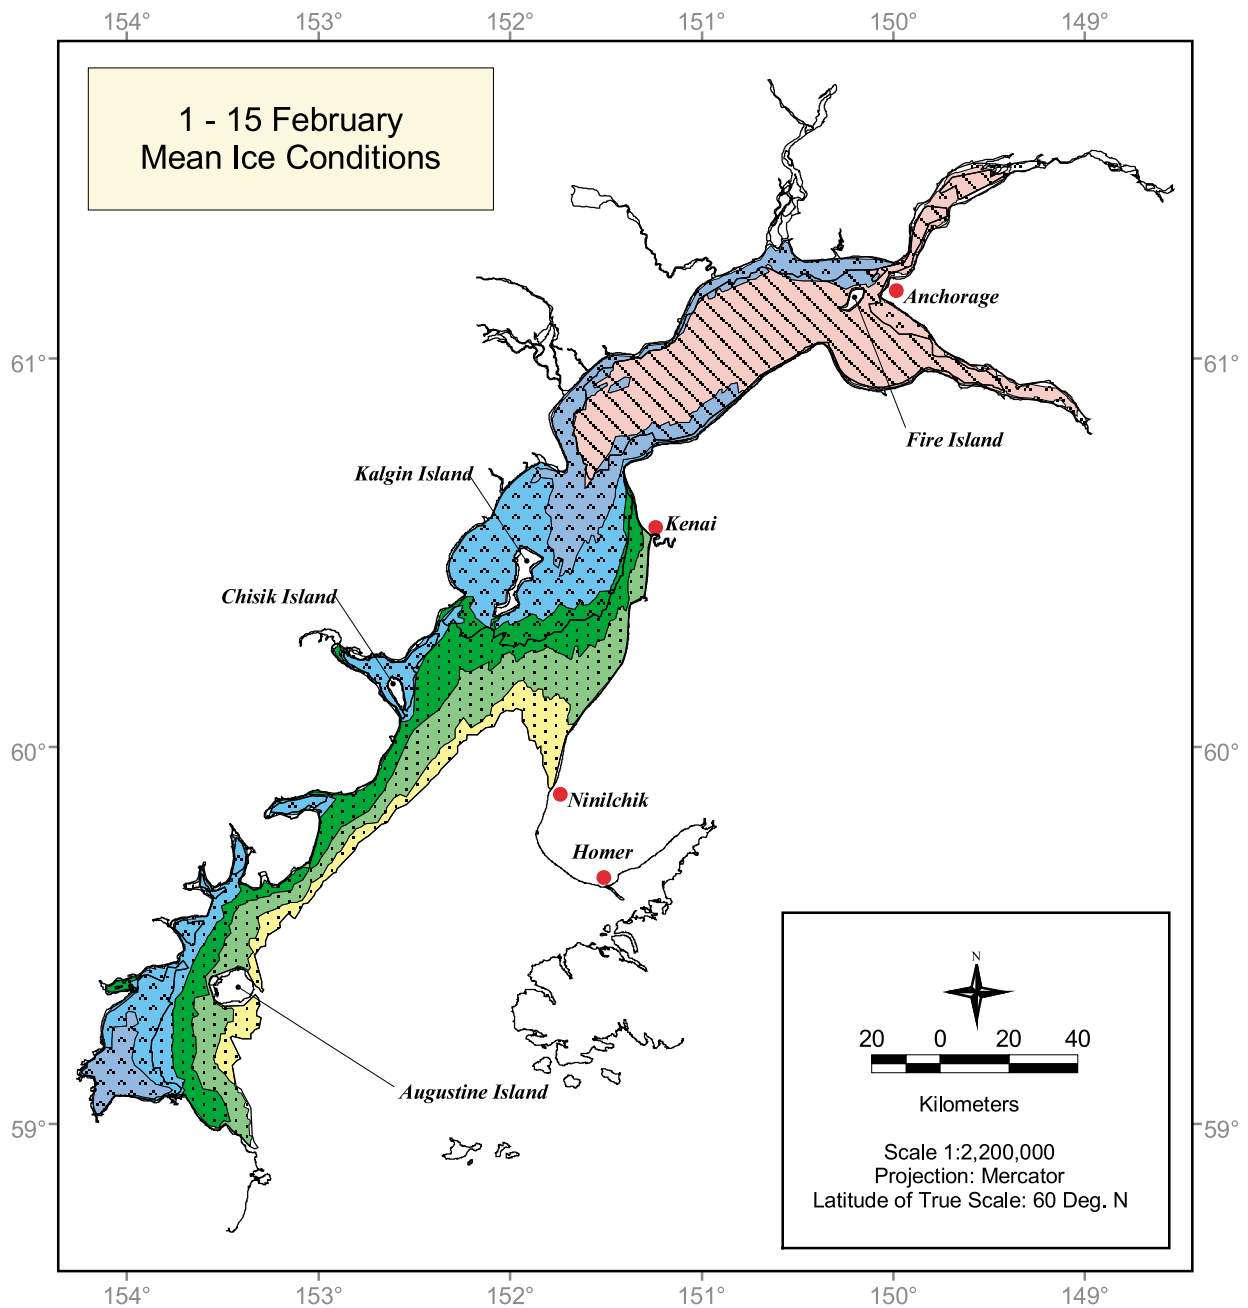 154° 153° 152° 151° 150° 149°
1 - 15 February
Mean Ice Conditions
Anchorage
61° 61°
Fire Island
Kalgin Island
Kenai
Chisik Island
60° 60°
Ninilchik
Homer
N
20 0 20 40
Kilometers
Augustine Island
59° 59°
Scale 1:2,200,000
Projection: Mercator
Latitude of True Scale: 60 Deg. N
154° 153° 152° 151° 150° 149°